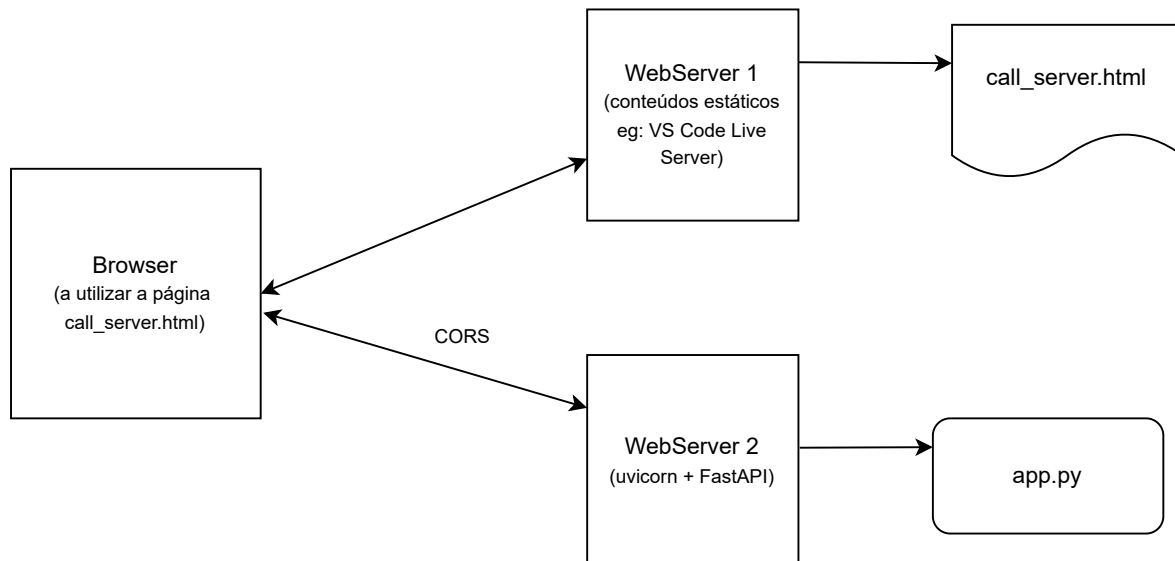 WebServer 1
(conteúdos estáticos
eg: VS Code Live
Server)
call_server.html
Browser
(a utilizar a página
call_server.html)
CORS
WebServer 2
(uvicorn + FastAPI)
app.py